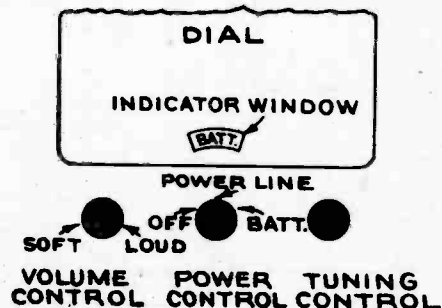 DIAL
INDICATOR WINDOW
BATT.
POWER LINE
OFF BATT.
SOFT LOUD
VOLUME CONTROL
POWER CONTROL
TUNING CONTROL